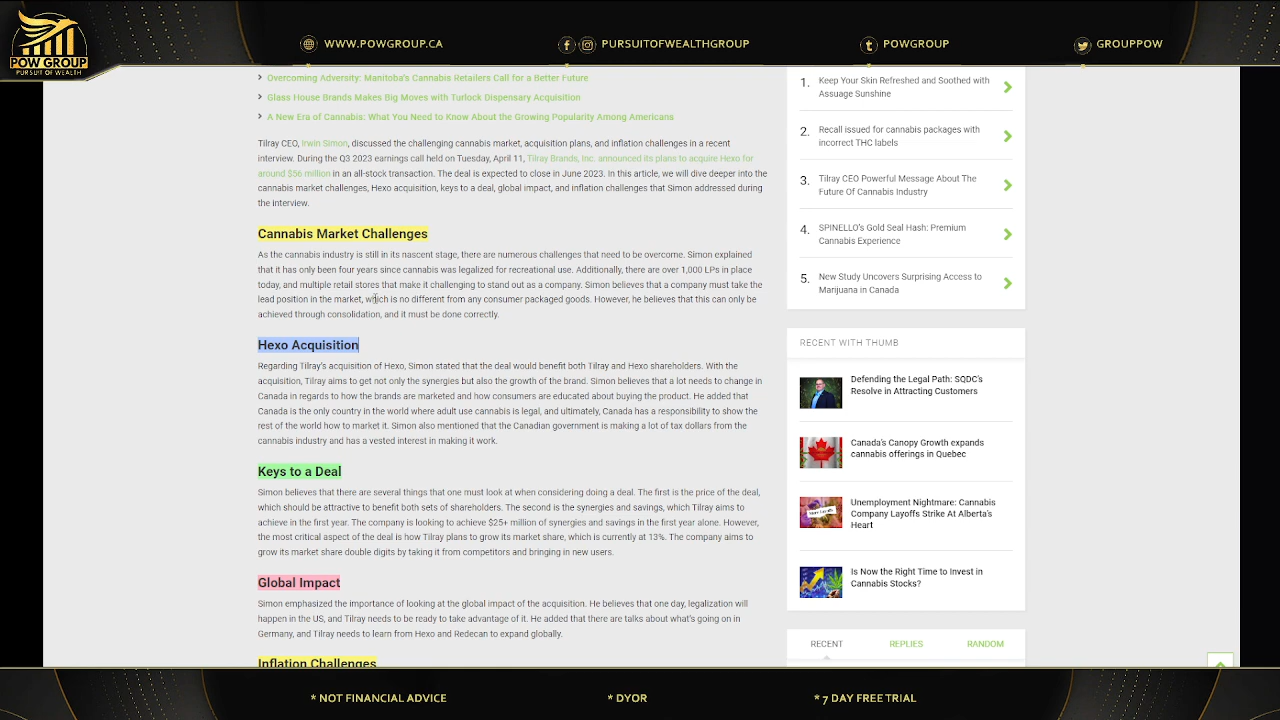 POW GROUP
PURSUIT OF WEALTH
WWW.POWGROUP.CA
PURSUITOFWEALTHGROUP
POWGROUP
GROUPPOW
Overcoming Adversity: Manitoba's Cannabis Retailers Call for a Better Future
Glass House Brands Makes Big Moves with Turlock Dispensary Acquisition
A New Era of Cannabis: What You Need to Know About the Growing Popularity Among Americans
Tilray CEO, Irwin Simon, discussed the challenging cannabis market, acquisition plans, and inflation challenges in a recent
interview. During the Q3 2023 earnings call held on Tuesday, April 11, Tilray Brands, Inc. announced its plans to acquire Hexo for
around $56 million in an all-stock transaction. The deal is expected to close in June 2023. In this article, we will dive deeper into the
cannabis market challenges, Hexo acquisition, keys to a deal, global impact, and inflation challenges that Simon addressed during
the interview.
Cannabis Market Challenges
As the cannabis industry is still in its nascent stage, there are numerous challenges that need to be overcome. Simon explained
that it has only been four years since cannabis was legalized for recreational use. Additionally, there are over 1,000 LPs in place
today, and multiple retail stores that make it challenging to stand out as a company. Simon believes that a company must take the
lead position in the market, which is no different from any consumer packaged goods. However, he believes that this can only be
achieved through consolidation, and it must be done correctly.
Hexo Acquisition
Regarding Tilray's acquisition of Hexo, Simon stated that the deal would benefit both Tilray and Hexo shareholders. With the
acquisition, Tilray aims to get not only the synergies but also the growth of the brand. Simon believes that a lot needs to change in
Canada in regards to how the brands are marketed and how consumers are educated about buying the product. He added that
Canada is the only country in the world where adult use cannabis is legal, and ultimately, Canada has a responsibility to show the
rest of the world how to market it. Simon also mentioned that the Canadian government is making a lot of tax dollars from the
cannabis industry and has a vested interest in making it work.
Keys to a Deal
Simon believes that there are several things that one must look at when considering doing a deal. The first is the price of the deal,
which should be attractive to benefit both sets of shareholders. The second is the synergies and savings, which Tilray aims to
achieve in the first year. The company is looking to achieve $25+ million of synergies and savings in the first year alone. However,
the most critical aspect of the deal is how Tilray plans to grow its market share, which is currently at 13%. The company aims to
grow its market share double digits by taking it from competitors and bringing in new users.
Global Impact
Simon emphasized the importance of looking at the global impact of the acquisition. He believes that one day, legalization will
happen in the US, and Tilray needs to be ready to take advantage of it. He added that there are talks about what's going on in
Germany, and Tilray needs to learn from Hexo and Redecan to expand globally.
Inflation Challenges
1. Keep Your Skin Refreshed and Soothed with
Assuage Sunshine
2. Recall issued for cannabis packages with
incorrect THC labels
3. Tilray CEO Powerful Message About The
Future Of Cannabis Industry
4. SPINELLO's Gold Seal Hash: Premium
Cannabis Experience
5. New Study Uncovers Surprising Access to
Marijuana in Canada
RECENT WITH THUMB
Defending the Legal Path: SQDC's
Resolve in Attracting Customers
Canada's Canopy Growth expands
cannabis offerings in Quebec
Unemployment Nightmare: Cannabis
Company Layoffs Strike At Alberta's
Heart
Is Now the Right Time to Invest in
Cannabis Stocks?
RECENT
REPLIES
RANDOM
* NOT FINANCIAL ADVICE
* DYOR
* 7 DAY FREE TRIAL